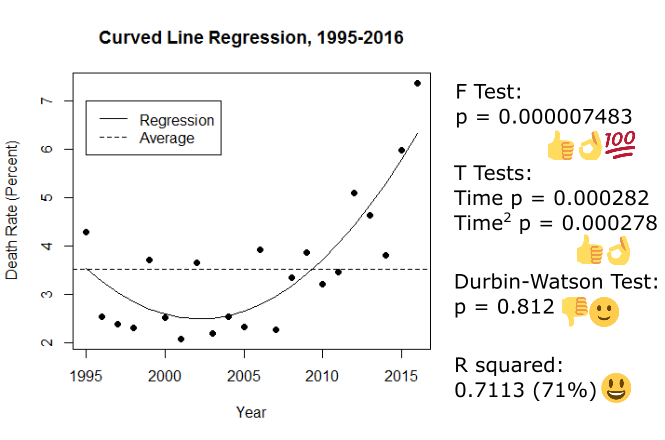 Curved Line Regression, 1995-2016
Death Rate (Percent)
7
6
5
4
3
2
Regression
Average
1995
2000
2005
2010
2015
Year
F Test:
p = 0.000007483
👍👌💯
T Tests:
Time p = 0.000282
Time² p = 0.000278
👍👌
Durbin-Watson Test:
p = 0.812 👎🙂
R squared:
0.7113 (71%) 😃